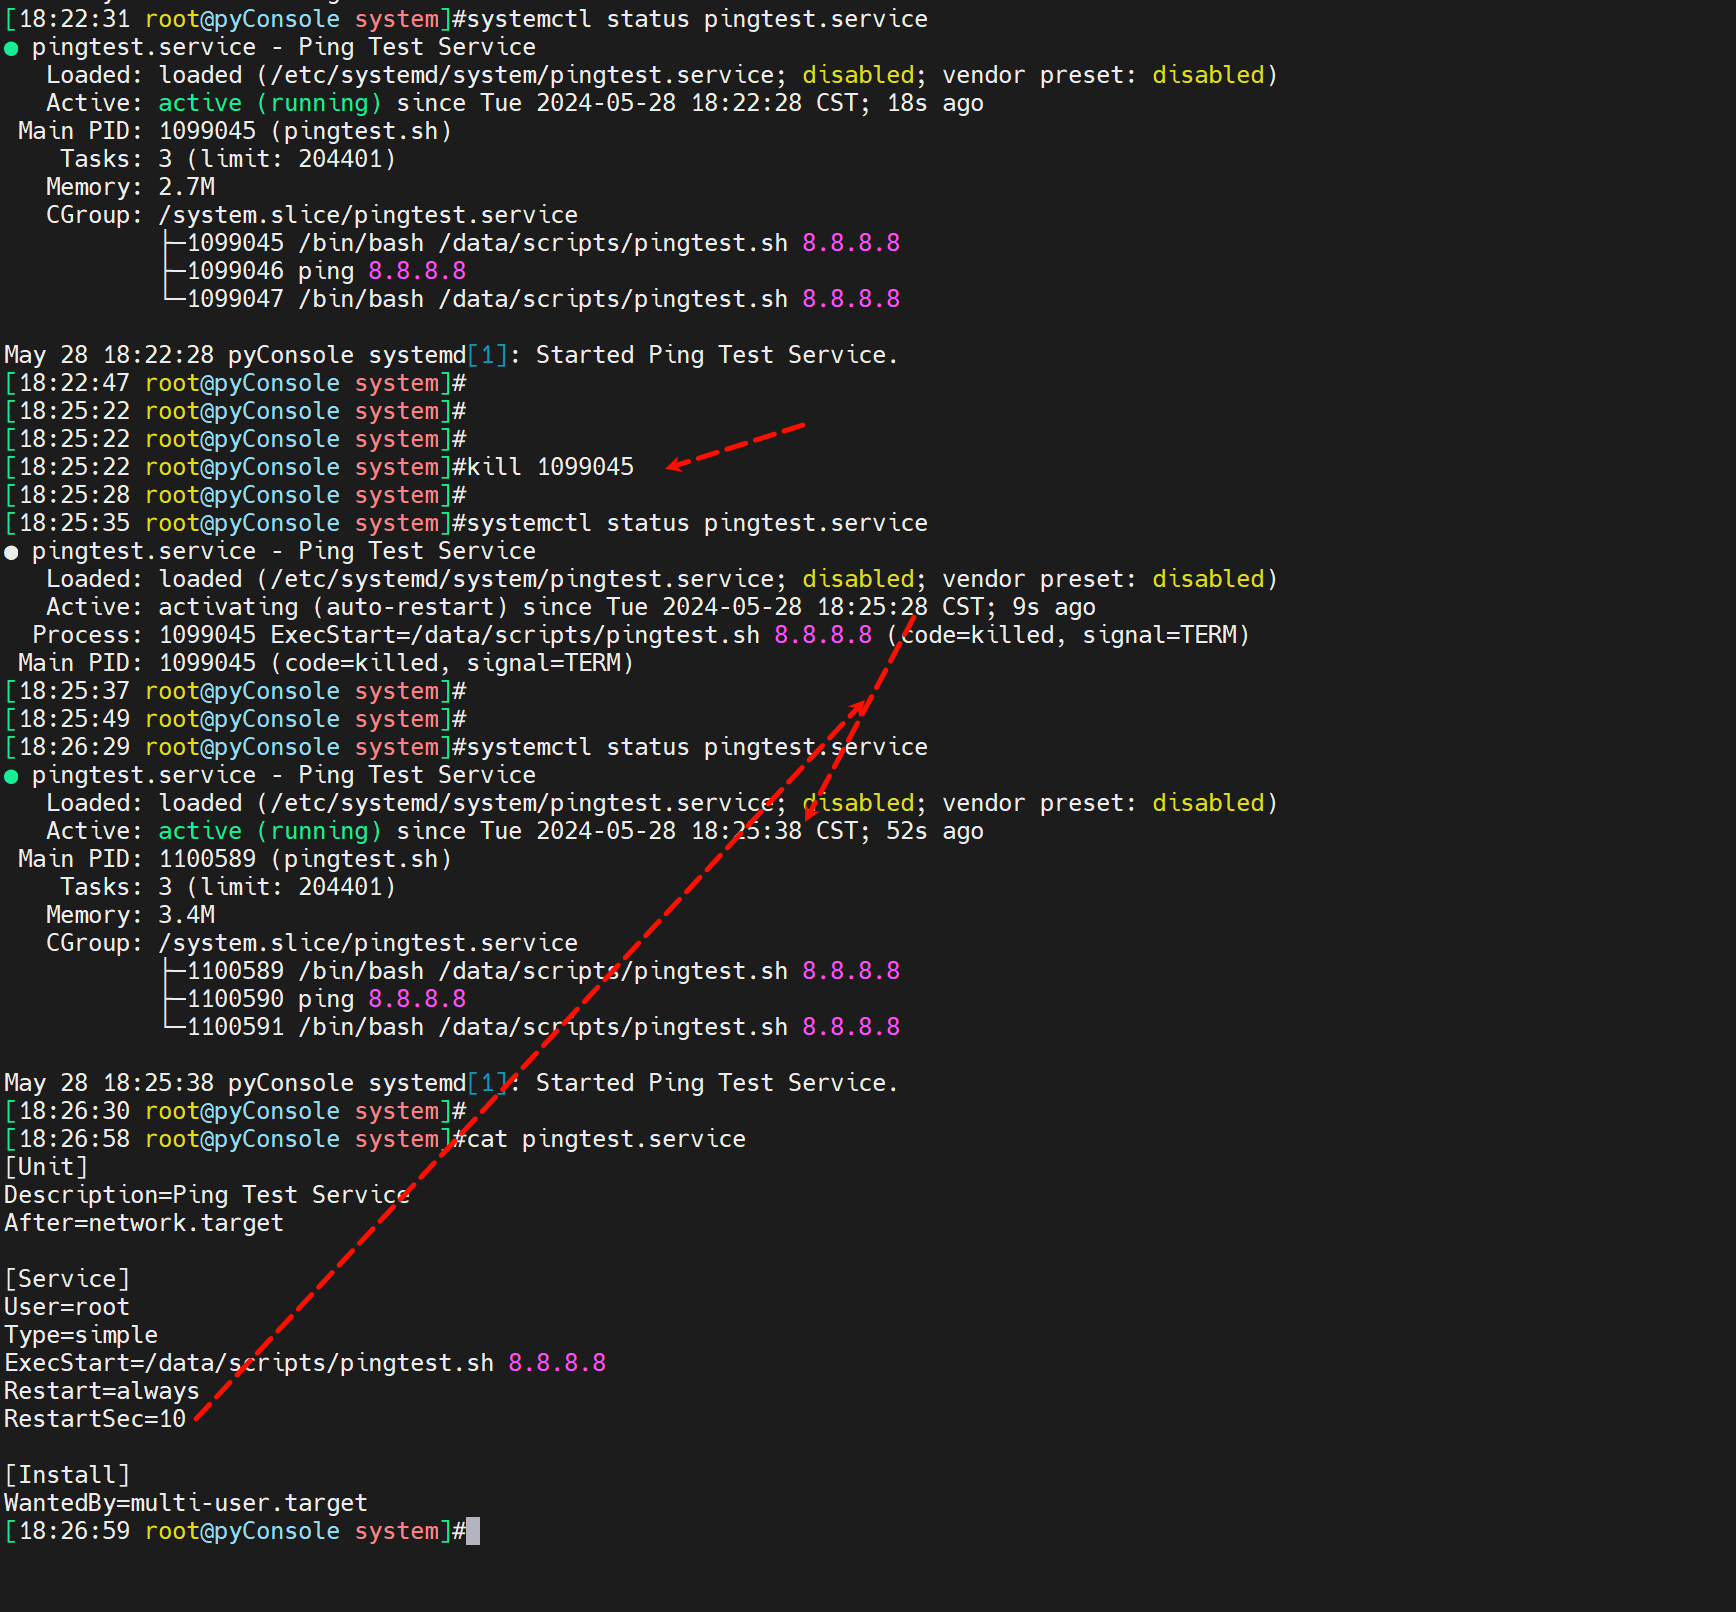 [18:22:31 root@pyConsole system]#systemctl status pingtest.service
● pingtest.service - Ping Test Service
   Loaded: loaded (/etc/systemd/system/pingtest.service; disabled; vendor preset: disabled)
   Active: active (running) since Tue 2024-05-28 18:22:28 CST; 18s ago
 Main PID: 1099045 (pingtest.sh)
    Tasks: 3 (limit: 204401)
   Memory: 2.7M
   CGroup: /system.slice/pingtest.service
           ├─1099045 /bin/bash /data/scripts/pingtest.sh 8.8.8.8
           ├─1099046 ping 8.8.8.8
           └─1099047 /bin/bash /data/scripts/pingtest.sh 8.8.8.8

May 28 18:22:28 pyConsole systemd[1]: Started Ping Test Service.
[18:22:47 root@pyConsole system]#
[18:25:22 root@pyConsole system]#
[18:25:22 root@pyConsole system]#
[18:25:22 root@pyConsole system]#kill 1099045
[18:25:28 root@pyConsole system]#
[18:25:35 root@pyConsole system]#systemctl status pingtest.service
● pingtest.service - Ping Test Service
   Loaded: loaded (/etc/systemd/system/pingtest.service; disabled; vendor preset: disabled)
   Active: activating (auto-restart) since Tue 2024-05-28 18:25:28 CST; 9s ago
  Process: 1099045 ExecStart=/data/scripts/pingtest.sh 8.8.8.8 (code=killed, signal=TERM)
 Main PID: 1099045 (code=killed, signal=TERM)
[18:25:37 root@pyConsole system]#
[18:25:49 root@pyConsole system]#
[18:26:29 root@pyConsole system]#systemctl status pingtest.service
● pingtest.service - Ping Test Service
   Loaded: loaded (/etc/systemd/system/pingtest.service; disabled; vendor preset: disabled)
   Active: active (running) since Tue 2024-05-28 18:25:38 CST; 52s ago
 Main PID: 1100589 (pingtest.sh)
    Tasks: 3 (limit: 204401)
   Memory: 3.4M
   CGroup: /system.slice/pingtest.service
           ├─1100589 /bin/bash /data/scripts/pingtest.sh 8.8.8.8
           ├─1100590 ping 8.8.8.8
           └─1100591 /bin/bash /data/scripts/pingtest.sh 8.8.8.8

May 28 18:25:38 pyConsole systemd[1]: Started Ping Test Service.
[18:26:30 root@pyConsole system]#
[18:26:58 root@pyConsole system]#cat pingtest.service
[Unit]
Description=Ping Test Service
After=network.target

[Service]
User=root
Type=simple
ExecStart=/data/scripts/pingtest.sh 8.8.8.8
Restart=always
RestartSec=10

[Install]
WantedBy=multi-user.target
[18:26:59 root@pyConsole system]#